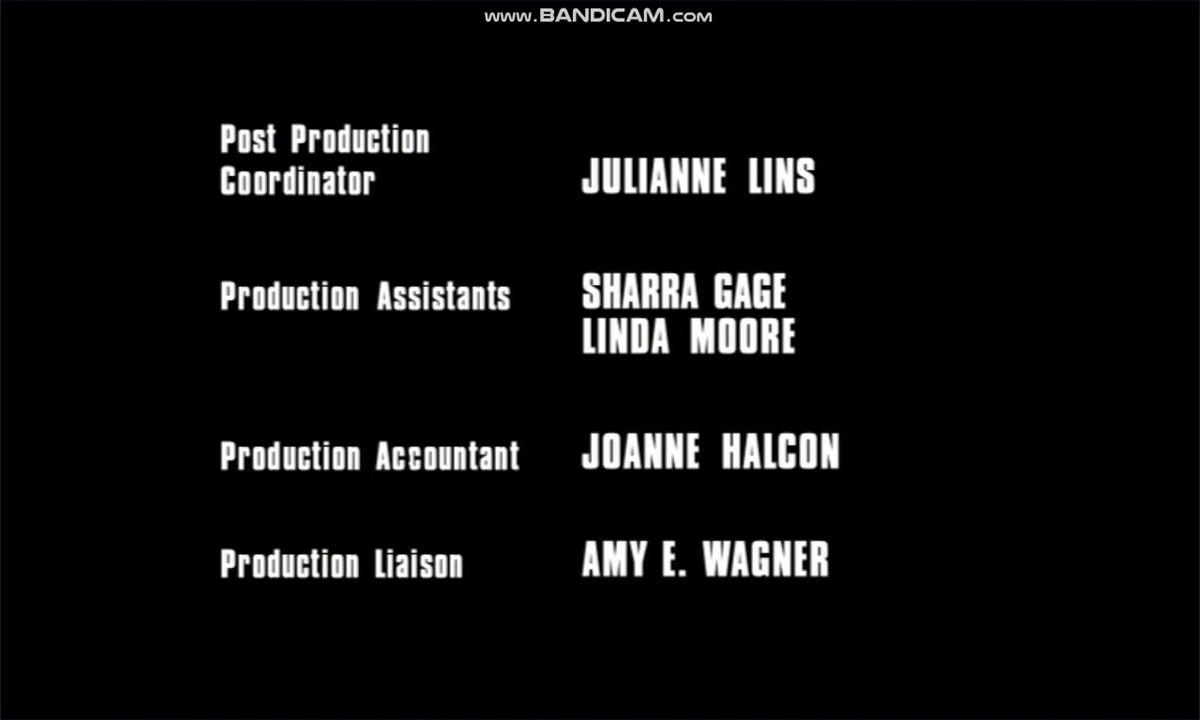 www.BANDICAM.com
Post Production
Coordinator JULIANNE LINS
Production Assistants SHARRA GAGE
LINDA MOORE
Production Accountant JOANNE HALCON
Production Liaison AMY E. WAGNER